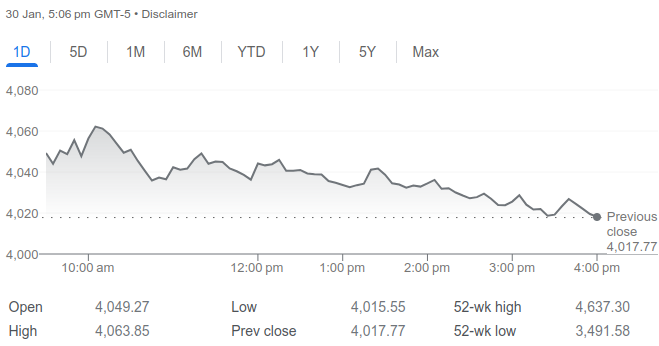 30 Jan, 5:06 pm GMT-5 • Disclaimer
1D 5D 1M 6M YTD 1Y 5Y Max
4,080
4,060
4,040
4,020
4,000
Previous
close
4,017.77
10:00 am 12:00 PM 1:00 PM 2:00 PM 3:00 PM 4:00 PM
Open 4,049.27 Low 4,015.55 52-wk high 4,637.30
High 4,063.85 Prev close 4,017.77 52-wk low 3,491.58